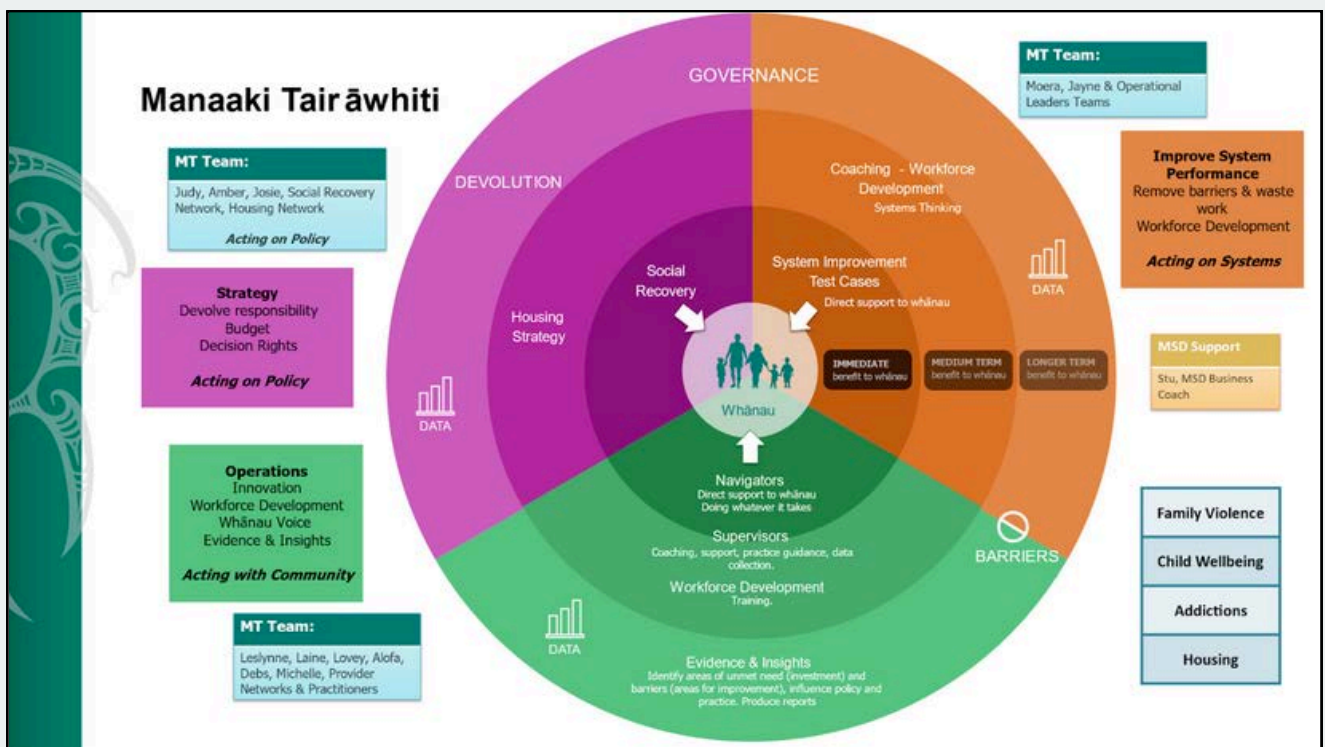 Manaaki Tairāwhiti
MT Team:
Judy, Amber, Josie, Social Recovery
Network, Housing Network
Acting on Policy
Strategy
Devolve responsibility
Budget
Decision Rights
Acting on Policy
Operations
Innovation
Workforce Development
Whānau Voice
Evidence & Insights
Acting with Community
MT Team:
Leslynne, Laine, Lovey, Alofa,
Debs, Michelle, Provider
Networks & Practitioners
GOVERNANCE
DEVOLUTION
Housing
Strategy
Social
Recovery
DATA
Coaching - Workforce
Development
Systems Thinking
System Improvement
Test Cases
Direct support to whānau
DATA
IMMEDIATE
benefit to whānau
MEDIUM TERM
benefit to whānau
LONGER TERM
benefit to whānau
Whānau
Navigators
Direct support to whānau
Doing whatever it takes
Supervisors
Coaching, support, practice guidance, data
collection.
Workforce Development
Training.
BARRIERS
DATA
Evidence & Insights
Identify areas of unmet need (investment) and
barriers (areas for improvement), influence policy and
practice. Produce reports
MT Team:
Moera, Jayne & Operational
Leaders Teams
Improve System
Performance
Remove barriers & waste
work
Workforce Development
Acting on Systems
MSD Support
Stu, MSD Business
Coach
Family Violence
Child Wellbeing
Addictions
Housing